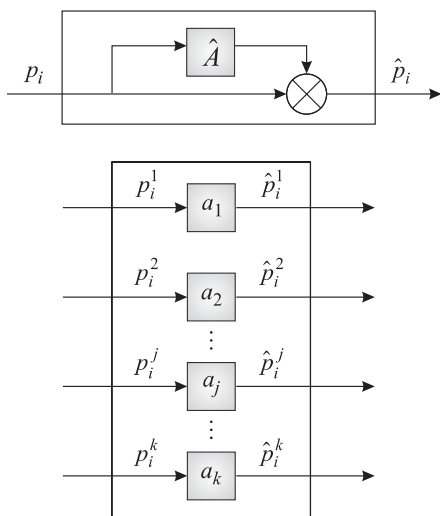 Â
p_i p̂_i
p_i^1 a_1 p̂_i^1
p_i^2 a_2 p̂_i^2
⋮
p_i^j a_j p̂_i^j
⋮
p_i^k a_k p̂_i^k